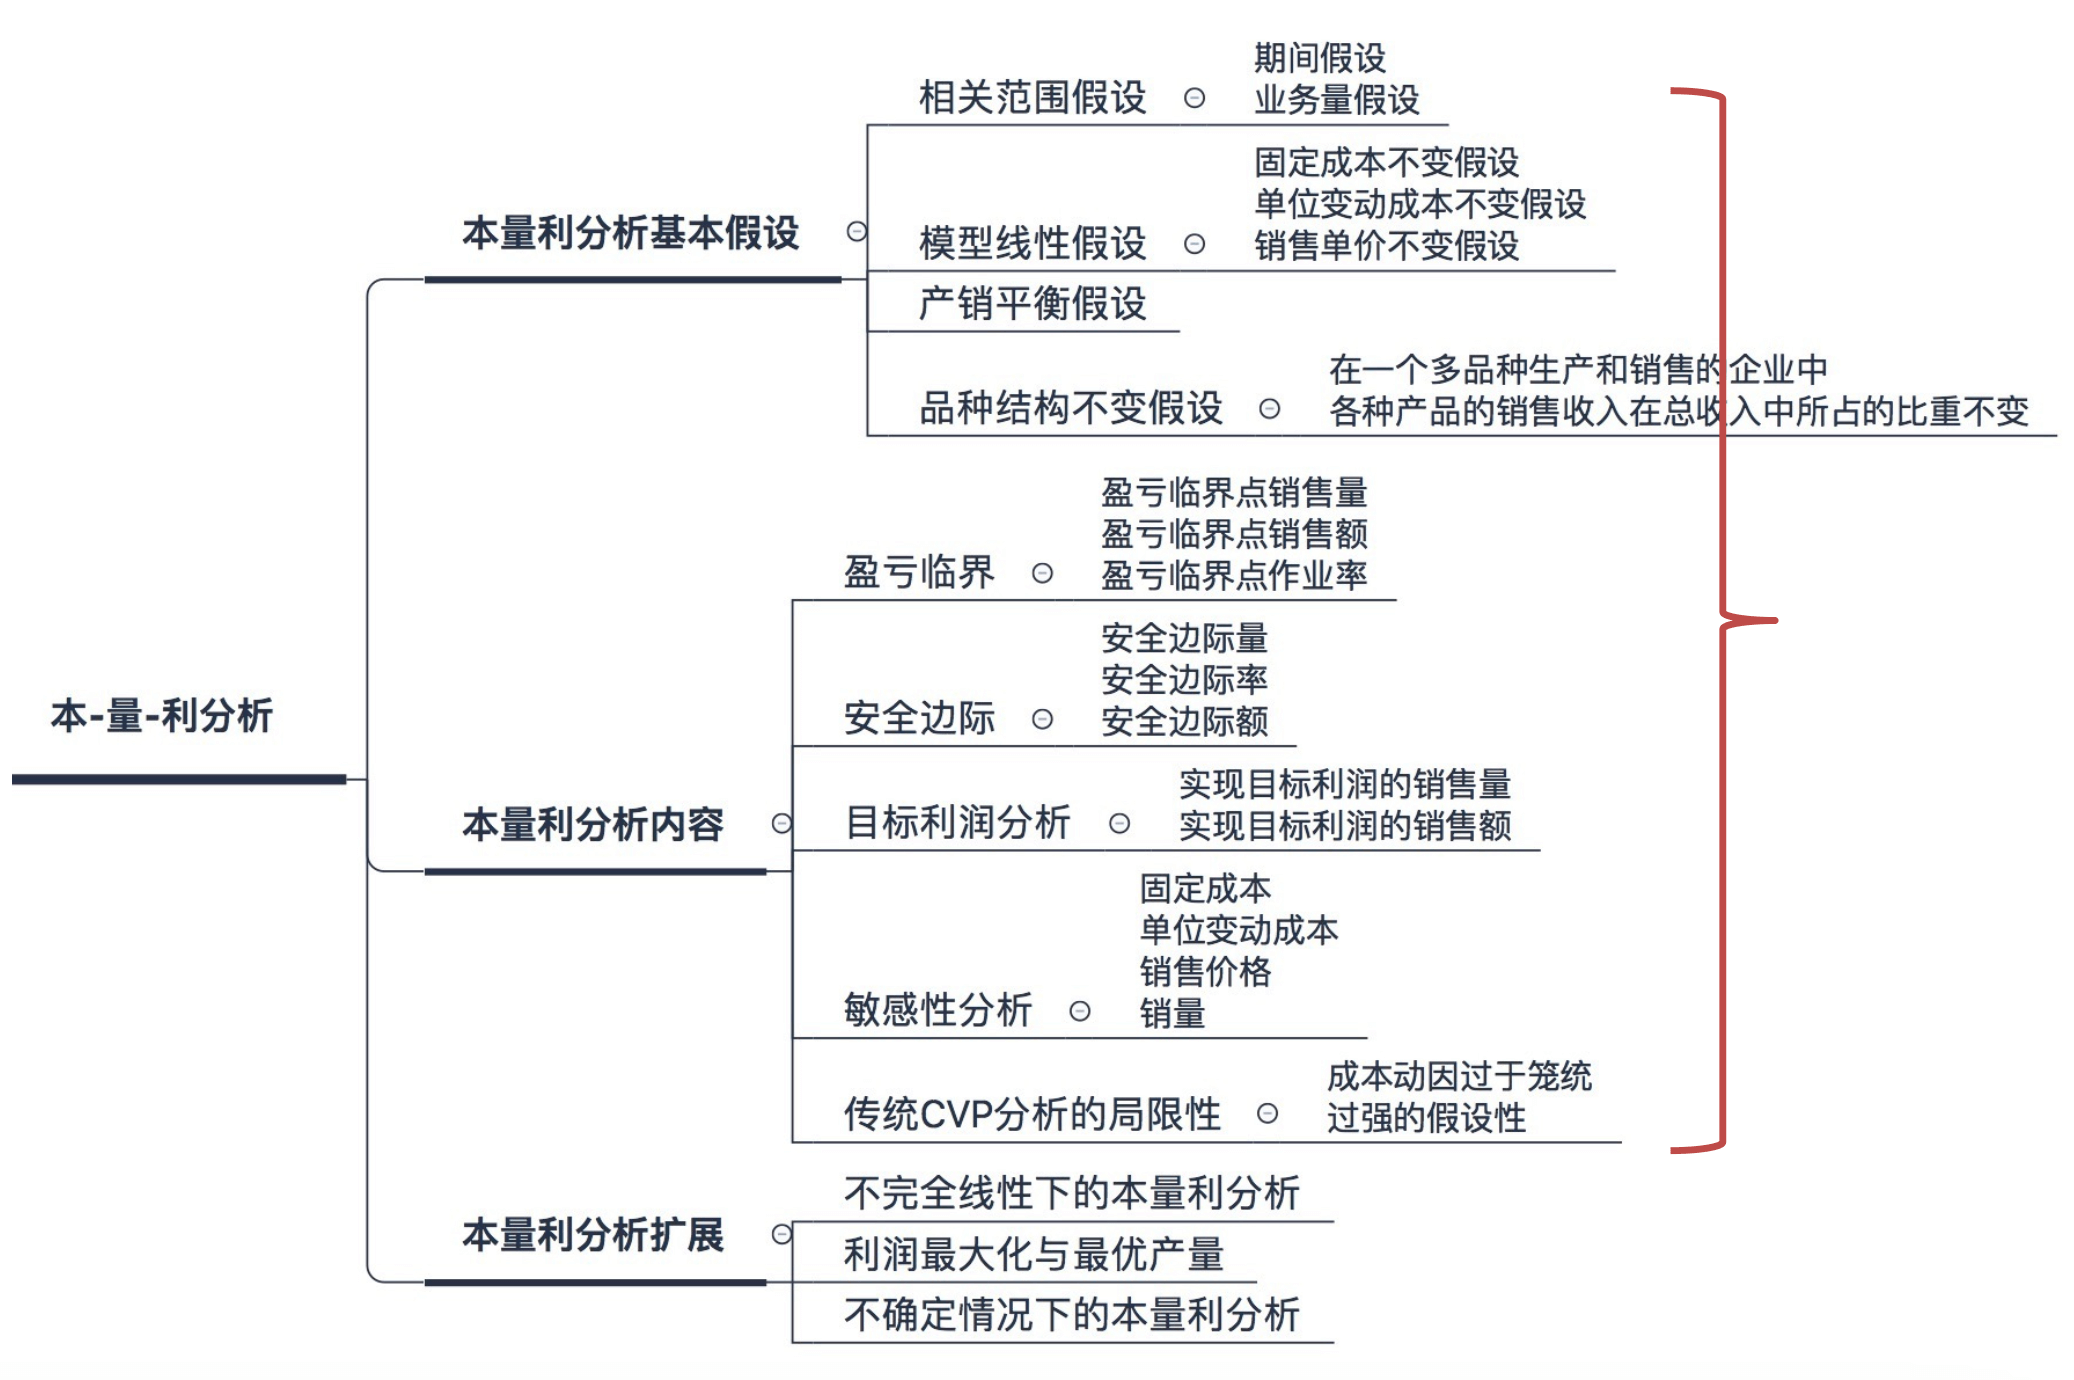 本-量-利分析
本量利分析基本假设
相关范围假设
期间假设
业务量假设
模型线性假设
固定成本不变假设
单位变动成本不变假设
销售单价不变假设
产销平衡假设
品种结构不变假设
在一个多品种生产和销售的企业中
各种产品的销售收入在总收入中所占的比重不变
本量利分析内容
盈亏临界
盈亏临界点销售量
盈亏临界点销售额
盈亏临界点作业率
安全边际
安全边际量
安全边际率
安全边际额
目标利润分析
实现目标利润的销售量
实现目标利润的销售额
敏感性分析
固定成本
单位变动成本
销售价格
销量
传统CVP分析的局限性
成本动因过于笼统
过强的假设性
本量利分析扩展
不完全线性下的本量利分析
利润最大化与最优产量
不确定情况下的本量利分析